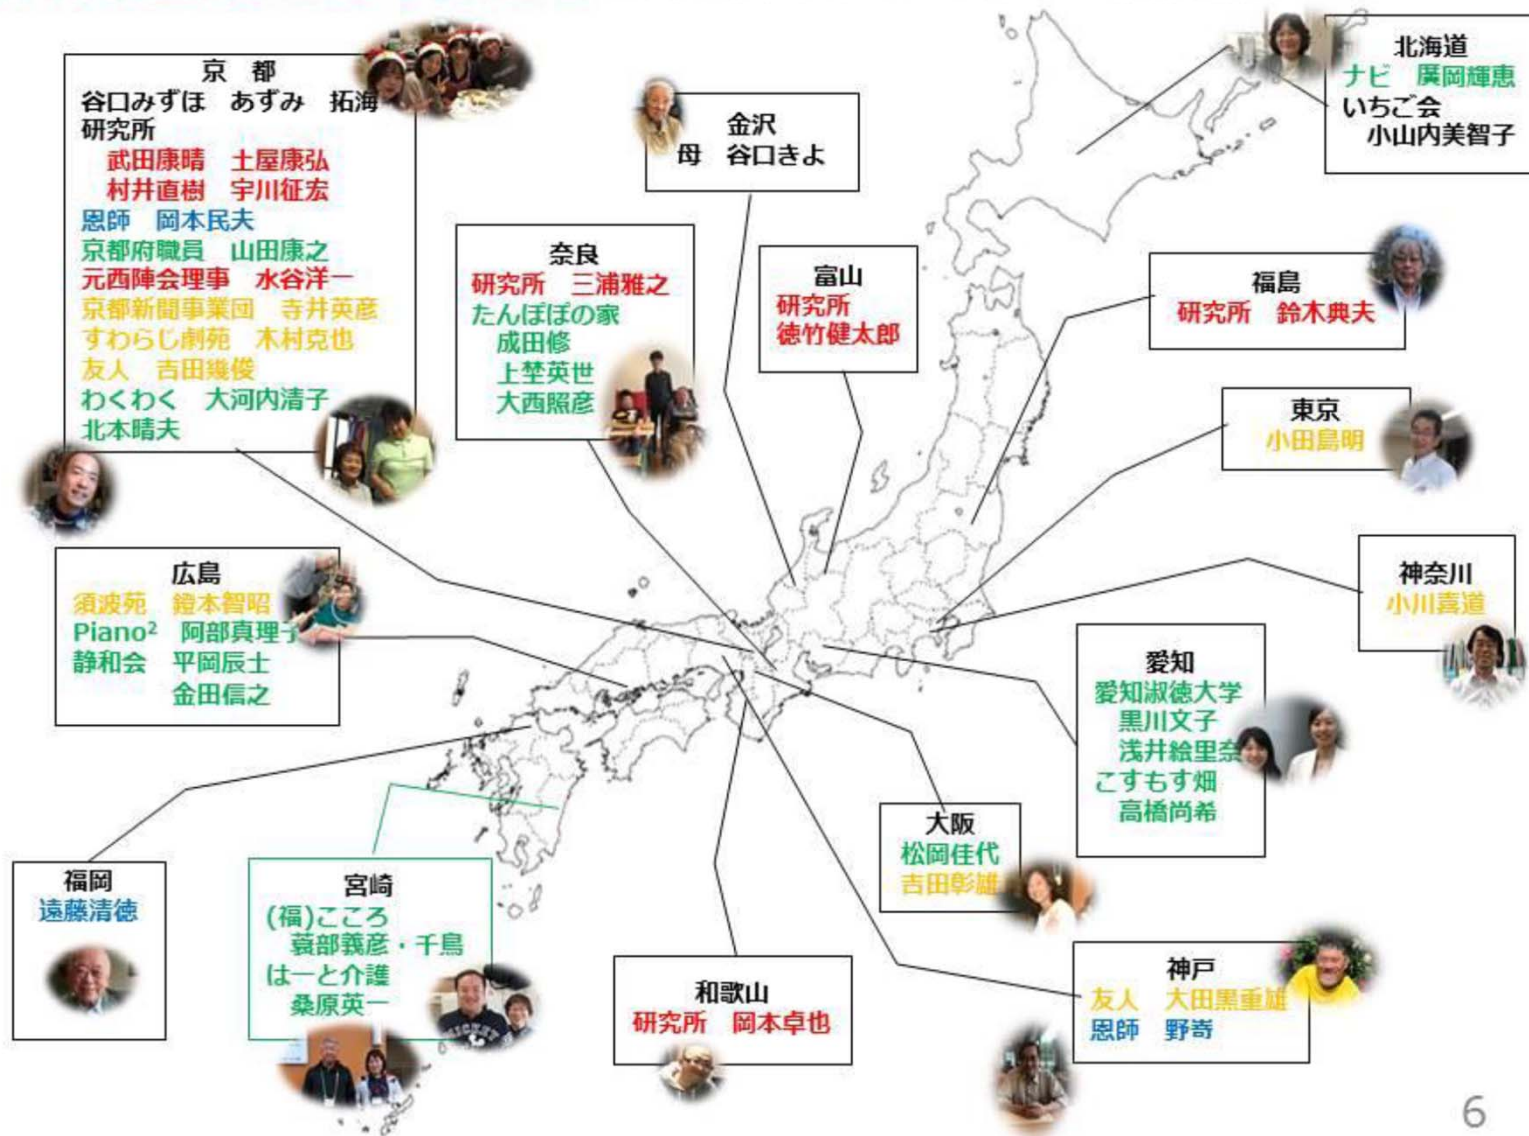 京　都
谷口みずほ　あずみ　拓海
研究所
武田康晴　土屋康弘
村井直樹　宇川征宏
恩師　岡本民夫
京都府職員　山田康之
元西陣会理事　水谷洋一
京都新聞事業団　寺井英彦
すわらじ劇苑　木村克也
友人　吉田幾俊
わくわく　大河内清子
北本晴夫
金沢
母　谷口きよ
北海道
ナビ　廣岡輝恵
いちご会
小山内美智子
奈良
研究所　三浦雅之
たんぽぽの家
成田修
上埜英世
大西照彦
富山
研究所
徳竹健太郎
福島
研究所　鈴木典夫
東京
小田島明
広島
須波苑　鎧本智昭
Piano²　阿部真理子
静和会　平岡辰士
金田信之
神奈川
小川喜道
愛知
愛知淑徳大学
黒川文子
浅井絵里奈
こすもす畑
高橋尚希
大阪
松岡佳代
吉田彰雄
福岡
遠藤清徳
宮崎
(福)こころ
蓑部義彦・千鳥
はーと介護
桑原英一
和歌山
研究所　岡本卓也
神戸
友人　大田黒重雄
恩師　野嵜
6